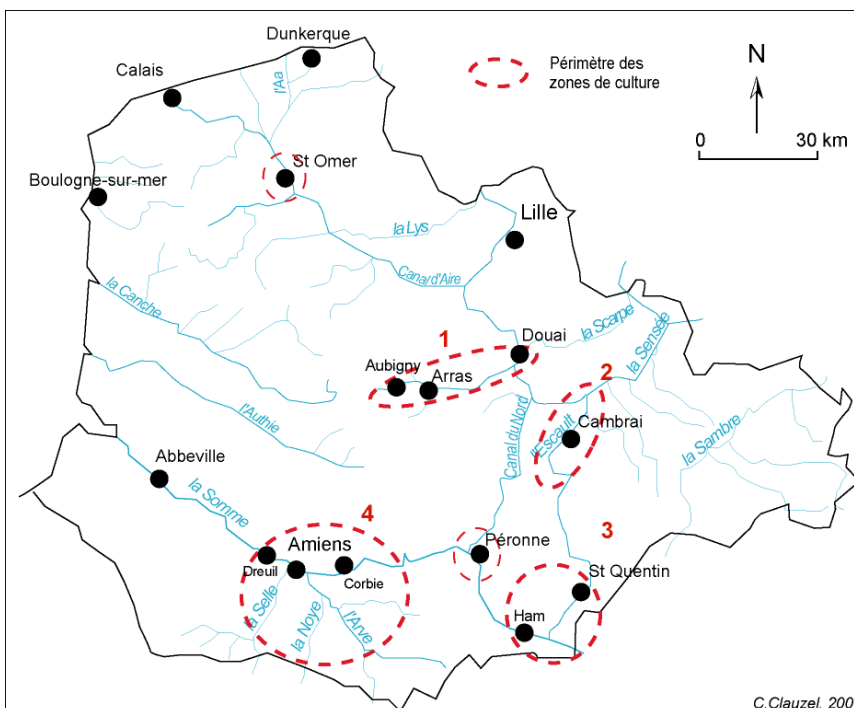 Dunkerque
N
Périmètre des
zones de culture
Calais
l'Aa
0 30 km
St Omer
Boulogne-sur-mer
Lille
la Lys
Canal d'Aire
la Canche
la Scarpe
la Sensée
1
Douai
Aubigny
Arras
2
l'Authie
Canal du Nord
l'Escault
Cambrai
la Sambre
Abbeville
la Somme
4
3
Amiens
Péronne
Dreuil
Corbie
St Quentin
la Selle
la Noye
l'Arve
Ham
C.Clauzel, 200